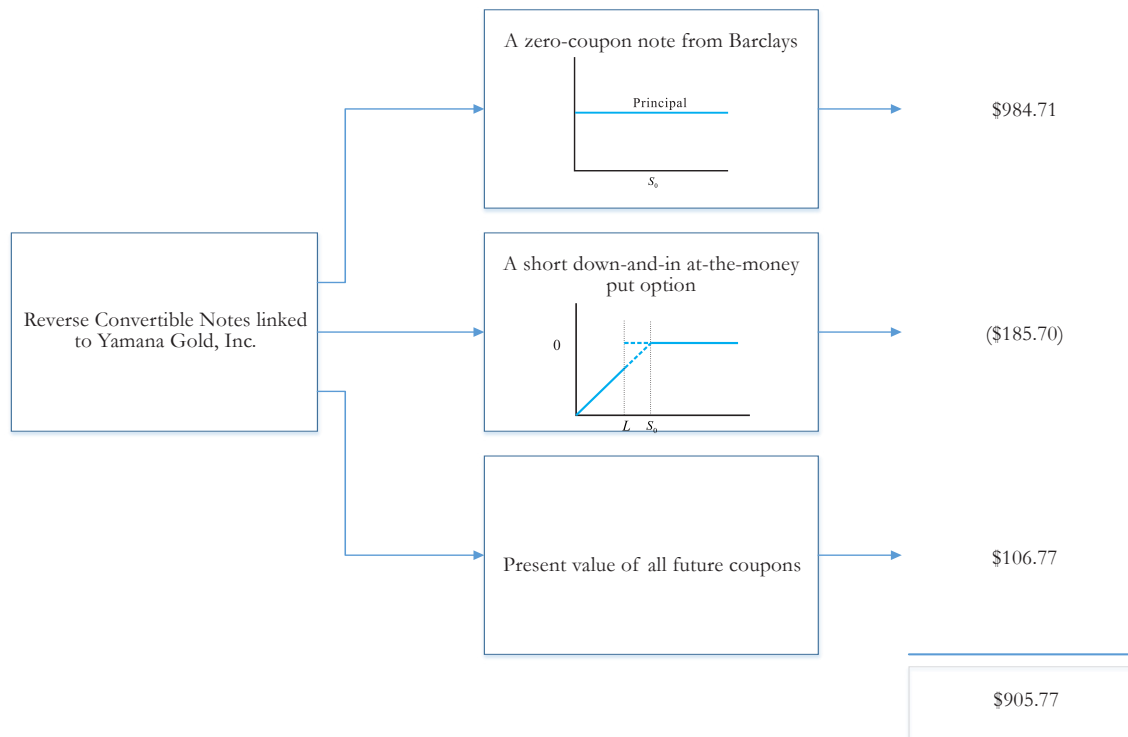 A zero-coupon note from Barclays
Principal
S₀
$984.71
Reverse Convertible Notes linked
to Yamana Gold, Inc.
A short down-and-in at-the-money
put option
0
L S₀
($185.70)
Present value of all future coupons
$106.77
$905.77